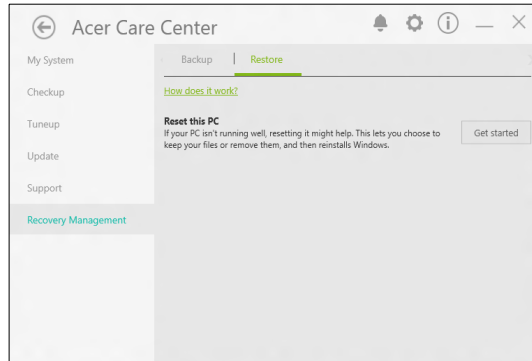 Acer Care Center
My System
Checkup
Tuneup
Update
Support
Recovery Management
Backup
Restore
How does it work?
Reset this PC
If your PC isn't running well, resetting it might help. This lets you choose to
keep your files or remove them, and then reinstalls Windows.
Get started